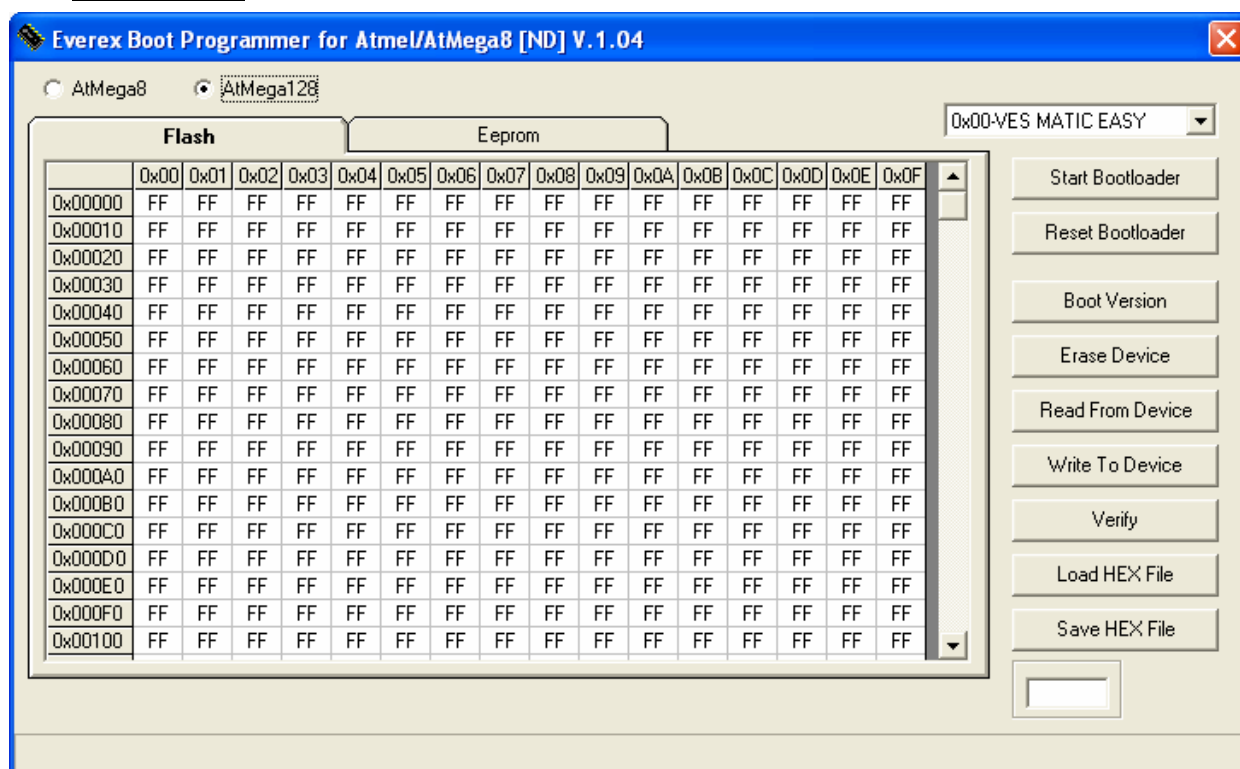 Everex Boot Programmer for Atmel/AtMega8 [ND] V.1.04
AtMega8 AtMega128
0x00-VES MATIC EASY
Flash Eeprom
0x00 0x01 0x02 0x03 0x04 0x05 0x06 0x07 0x08 0x09 0x0A 0x0B 0x0C 0x0D 0x0E 0x0F
0x00000 FF FF FF FF FF FF FF FF FF FF FF FF FF FF FF FF
0x00010 FF FF FF FF FF FF FF FF FF FF FF FF FF FF FF FF
0x00020 FF FF FF FF FF FF FF FF FF FF FF FF FF FF FF FF
0x00030 FF FF FF FF FF FF FF FF FF FF FF FF FF FF FF FF
0x00040 FF FF FF FF FF FF FF FF FF FF FF FF FF FF FF FF
0x00050 FF FF FF FF FF FF FF FF FF FF FF FF FF FF FF FF
0x00060 FF FF FF FF FF FF FF FF FF FF FF FF FF FF FF FF
0x00070 FF FF FF FF FF FF FF FF FF FF FF FF FF FF FF FF
0x00080 FF FF FF FF FF FF FF FF FF FF FF FF FF FF FF FF
0x00090 FF FF FF FF FF FF FF FF FF FF FF FF FF FF FF FF
0x000A0 FF FF FF FF FF FF FF FF FF FF FF FF FF FF FF FF
0x000B0 FF FF FF FF FF FF FF FF FF FF FF FF FF FF FF FF
0x000C0 FF FF FF FF FF FF FF FF FF FF FF FF FF FF FF FF
0x000D0 FF FF FF FF FF FF FF FF FF FF FF FF FF FF FF FF
0x000E0 FF FF FF FF FF FF FF FF FF FF FF FF FF FF FF FF
0x000F0 FF FF FF FF FF FF FF FF FF FF FF FF FF FF FF FF
0x00100 FF FF FF FF FF FF FF FF FF FF FF FF FF FF FF FF
Start Bootloader
Reset Bootloader
Boot Version
Erase Device
Read From Device
Write To Device
Verify
Load HEX File
Save HEX File